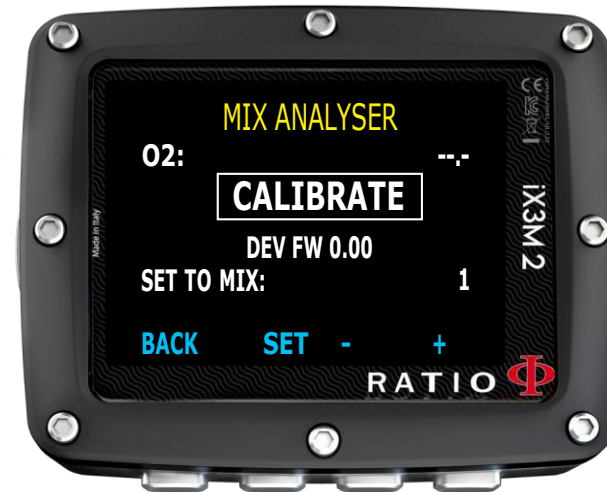 MIX ANALYSER
O2: --.-
CALIBRATE
DEV FW 0.00
SET TO MIX: 1
BACK SET - +
RATIO
Made in Italy
iX3M 2
CE